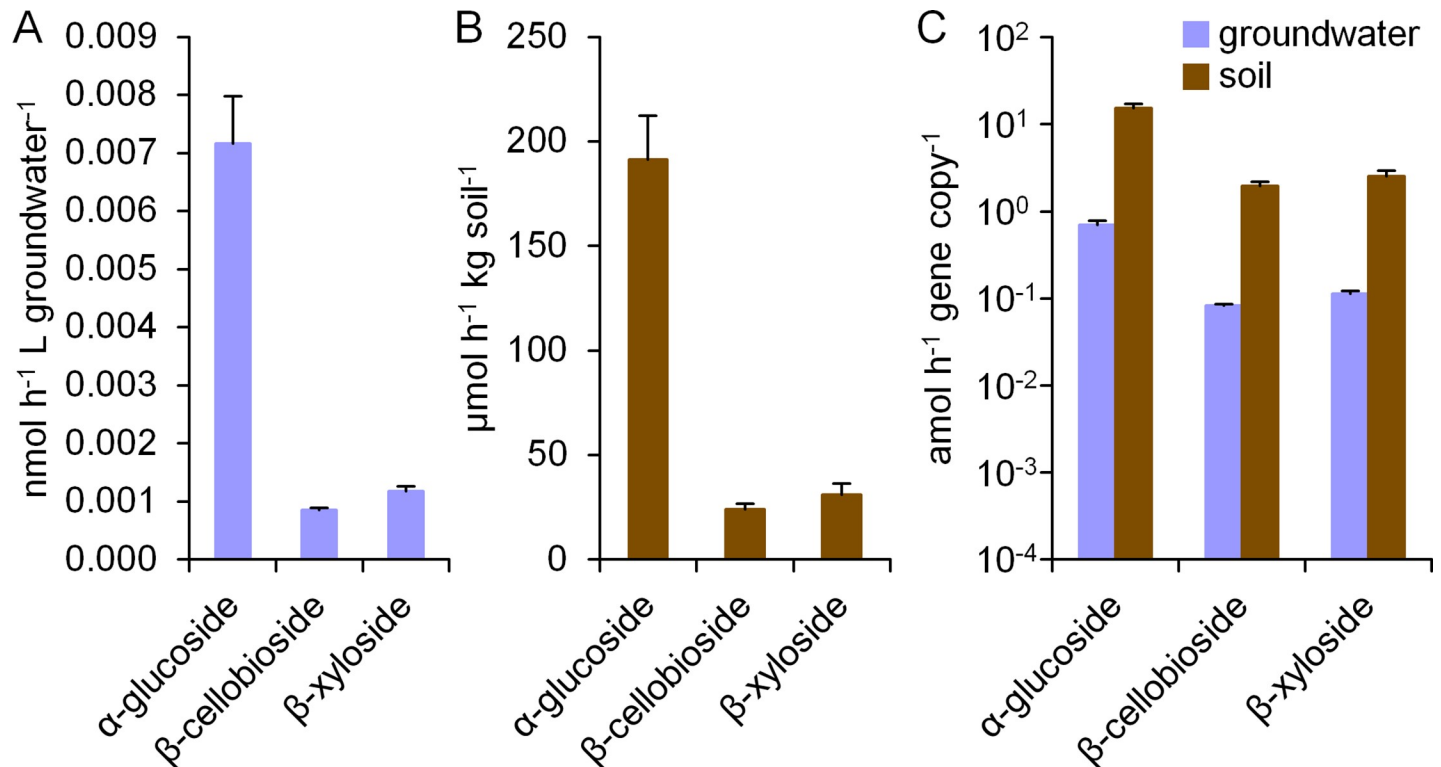 A
nmol h⁻¹ L groundwater⁻¹
0.009
0.008
0.007
0.006
0.005
0.004
0.003
0.002
0.001
0.000
α-glucoside
β-cellobioside
β-xyloside
B
μmol h⁻¹ kg soil⁻¹
250
200
150
100
50
0
α-glucoside
β-cellobioside
β-xyloside
C
groundwater
soil
amol h⁻¹ gene copy⁻¹
10²
10¹
10⁰
10⁻¹
10⁻²
10⁻³
10⁻⁴
α-glucoside
β-cellobioside
β-xyloside